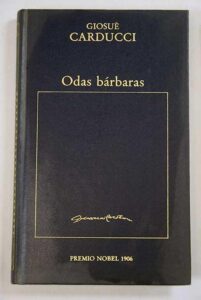 GIOSUÈ
CARDUCCI
Odas bárbaras
PREMIO NOBEL 1906